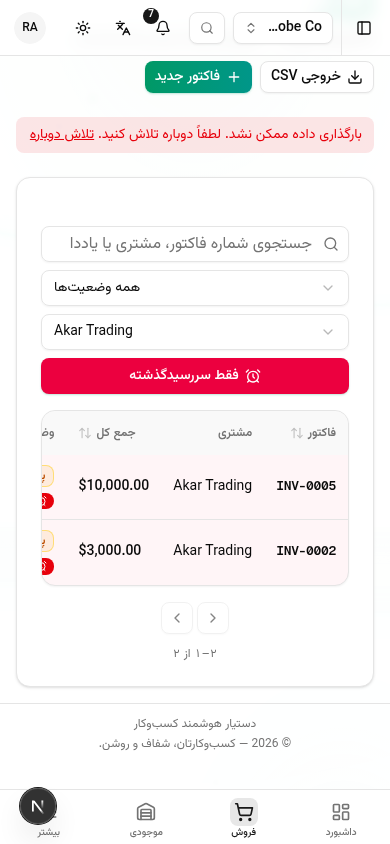 ...obe Co
7
RA
خروجی CSV
فاکتور جدید
بارگذاری داده ممکن نشد. لطفاً دوباره تلاش کنید. تلاش دوباره
جستجوی شماره فاکتور، مشتری یا یاددا
همه وضعیت‌ها
Akar Trading
فقط سررسیدگذشته
فاکتور مشتری جمع کل
INV-0005 Akar Trading $10,000.00
INV-0002 Akar Trading $3,000.00
۱–۲ از ۲
دستیار هوشمند کسب‌وکار
© 2026 — کسب‌وکارتان، شفاف و روشن.
N
داشبورد فروش موجودی بیشتر